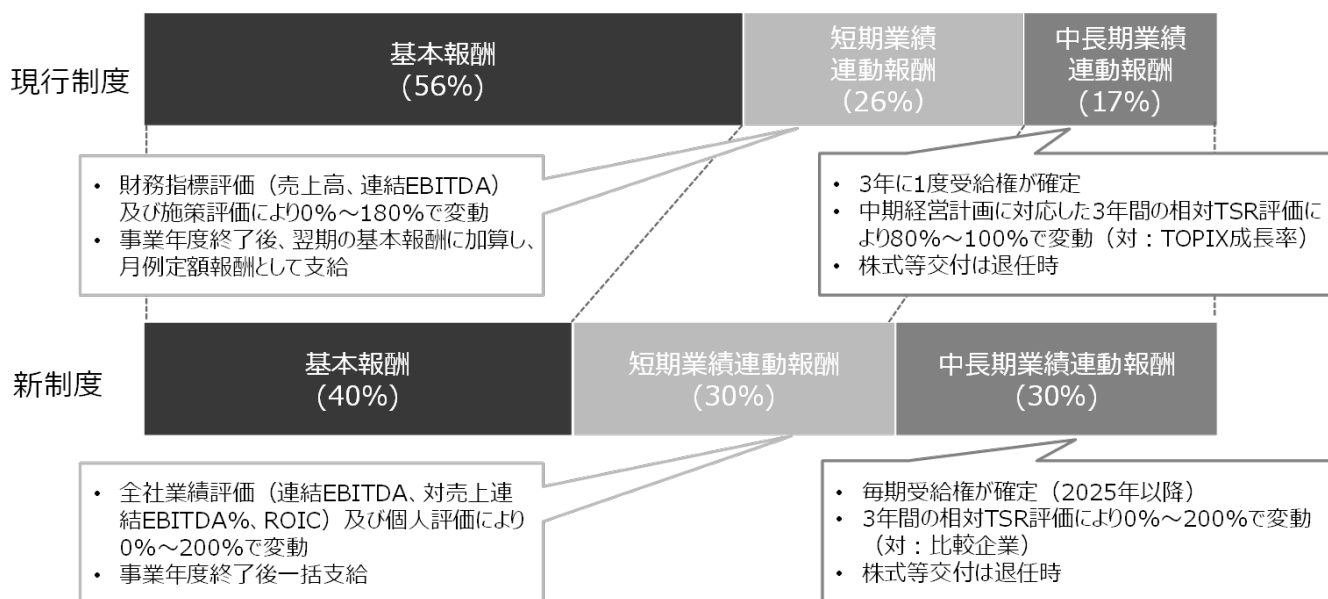 現行制度
基本報酬
(56%)
短期業績
連動報酬
(26%)
中長期業績
連動報酬
(17%)
• 財務指標評価（売上高、連結EBITDA）
及び施策評価により0%～180%で変動
• 事業年度終了後、翌期の基本報酬に加算し、
月例定額報酬として支給
• 3年に1度受給権が確定
• 中期経営計画に対応した3年間の相対TSR評価に
より80%～100%で変動（対：TOPIX成長率）
• 株式等交付は退任時
新制度
基本報酬
(40%)
短期業績連動報酬
(30%)
中長期業績連動報酬
(30%)
• 全社業績評価（連結EBITDA、対売上連
結EBITDA%、ROIC）及び個人評価により
0%～200%で変動
• 事業年度終了後一括支給
• 毎期受給権が確定（2025年以降）
• 3年間の相対TSR評価により0%～200%で変動
（対：比較企業）
• 株式等交付は退任時